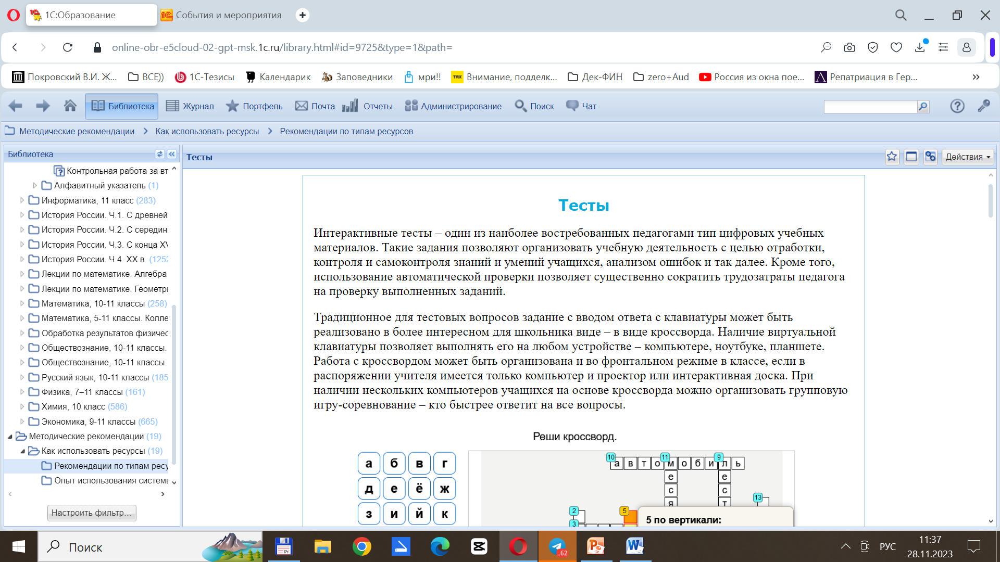 1С:Образование
События и мероприятия
online-obr-e5cloud-02-gpt-msk.1c.ru/library.html#id=9725&type=1&path=
Покровский В.И. Ж...
ВСЕ))
1С-Тезисы
Календарик
Заповедники
мри!!
TRX
Внимание, подделк...
Дек-ФИН
zero+Aud
Россия из окна пое...
Репатриация в Гер...
Библиотека
Журнал
Портфель
Почта
Отчеты
Администрирование
Поиск
Чат
Методические рекомендации
Как использовать ресурсы
Рекомендации по типам ресурсов
Библиотека
Контрольная работа за вт
Алфавитный указатель (1)
Информатика, 11 класс (283)
История России. Ч.1. С древней
История России. Ч.2. С середин
История России. Ч.3. С конца XV
История России. Ч.4. XX в. (1252
Лекции по математике. Алгебра
Лекции по математике. Геометри
Математика, 10-11 классы (258)
Математика, 5-11 классы. Колле
Обработка результатов физичес
Обществознание, 10-11 классы.
Обществознание, 10-11 классы.
Русский язык, 10-11 классы (185
Физика, 7–11 классы (161)
Химия, 10 класс (586)
Экономика, 9-11 классы (665)
Методические рекомендации (19)
Как использовать ресурсы (19)
Рекомендации по типам ресу
Опыт использования системы
Настроить фильтр...
Тесты
Действия
Тесты
Интерактивные тесты – один из наиболее востребованных педагогами тип цифровых учебных
материалов. Такие задания позволяют организовать учебную деятельность с целью отработки,
контроля и самоконтроля знаний и умений учащихся, анализом ошибок и так далее. Кроме того,
использование автоматической проверки позволяет существенно сократить трудозатраты педагога
на проверку выполненных заданий.
Традиционное для тестовых вопросов задание с вводом ответа с клавиатуры может быть
реализовано в более интересном для школьника виде – в виде кроссворда. Наличие виртуальной
клавиатуры позволяет выполнять его на любом устройстве – компьютере, ноутбуке, планшете.
Работа с кроссвордом может быть организована и во фронтальном режиме в классе, если в
распоряжении учителя имеется только компьютер и проектор или интерактивная доска. При
наличии нескольких компьютеров учащихся на основе кроссворда можно организовать групповую
игру-соревнование – кто быстрее ответит на все вопросы.
Реши кроссворд.
а б в г
д е ё ж
з и й к
10 11 9
а в т о м о б и л ь
е е
с с
я т
13
2 5
3
5 по вертикали:
Поиск
64
..62
РУС
11:37
28.11.2023